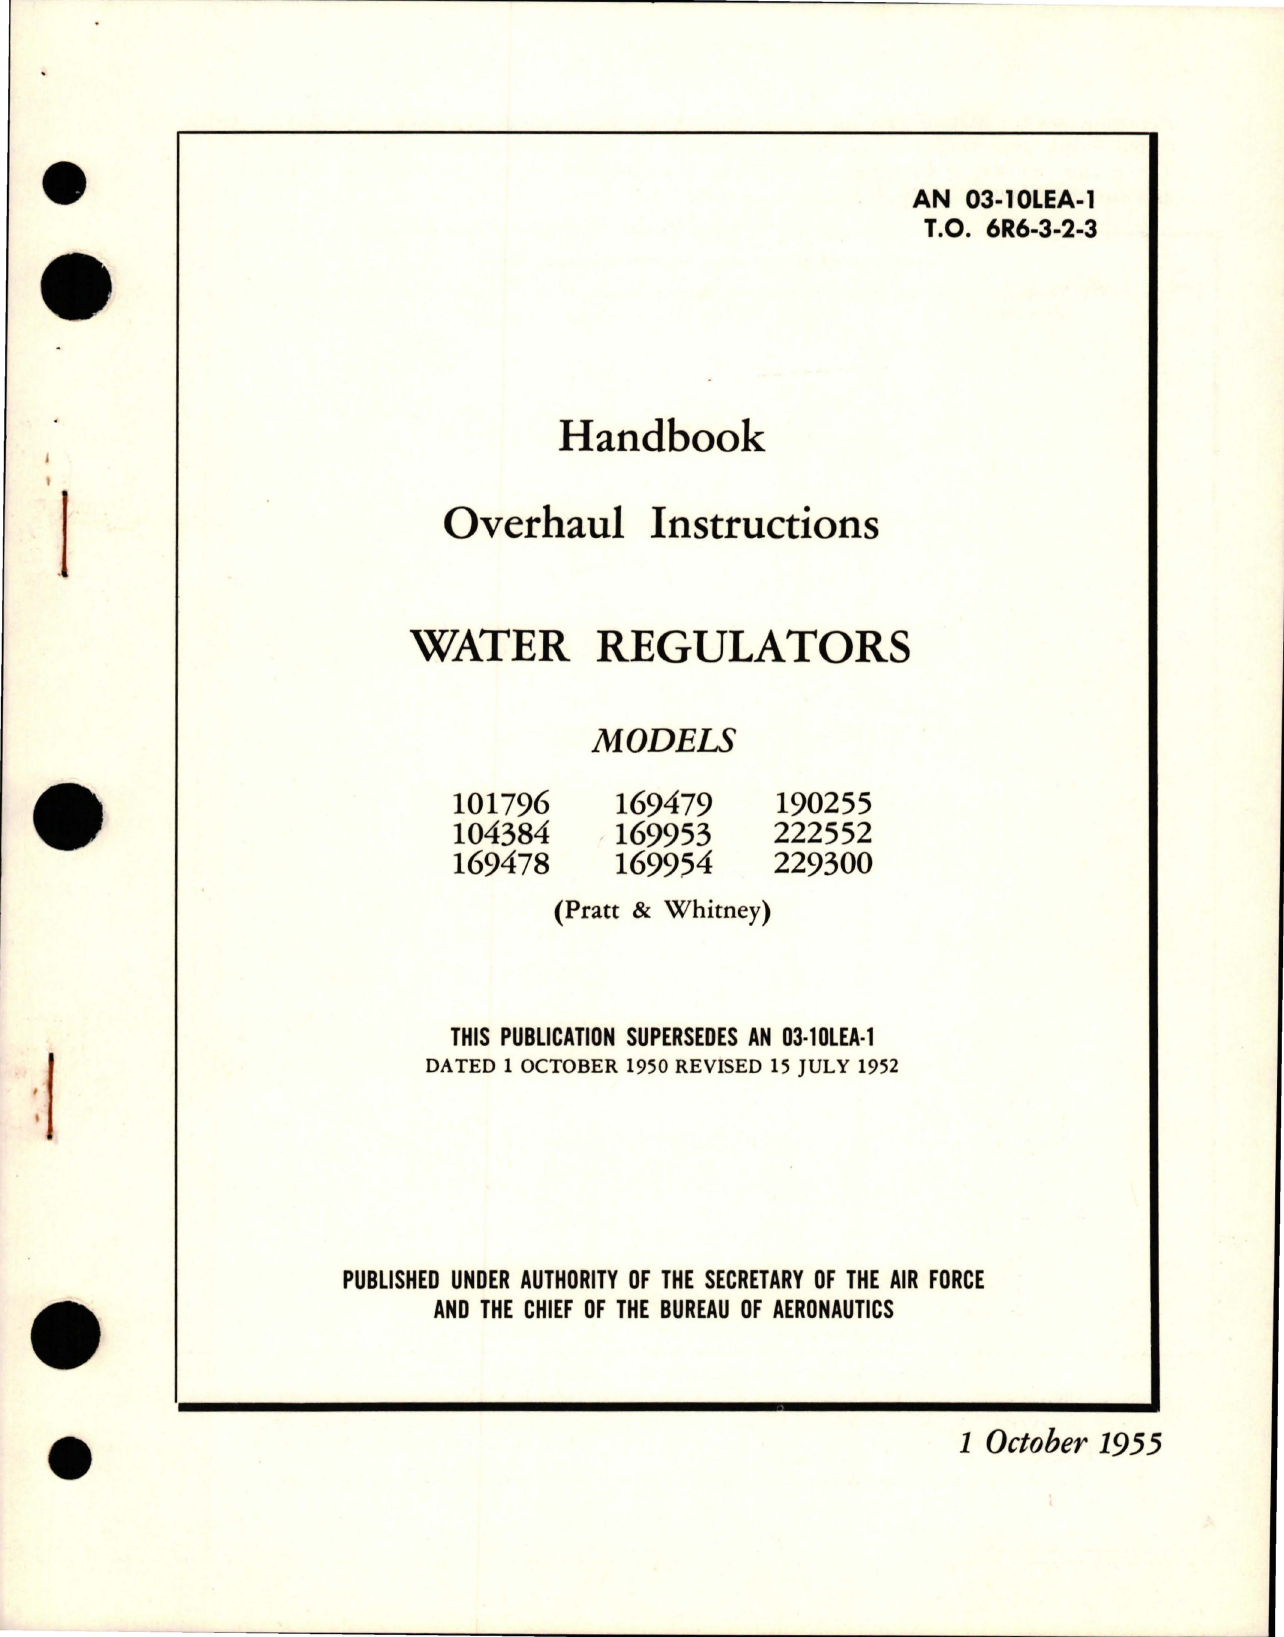 AN 03-10LEA-1
T.O. 6R6-3-2-3
Handbook
Overhaul Instructions
WATER REGULATORS
MODELS
101796 169479 190255
104384 169953 222552
169478 169954 229300
(Pratt & Whitney)
THIS PUBLICATION SUPERSEDES AN 03-10LEA-1
DATED 1 OCTOBER 1950 REVISED 15 JULY 1952
PUBLISHED UNDER AUTHORITY OF THE SECRETARY OF THE AIR FORCE
AND THE CHIEF OF THE BUREAU OF AERONAUTICS
1 October 1955